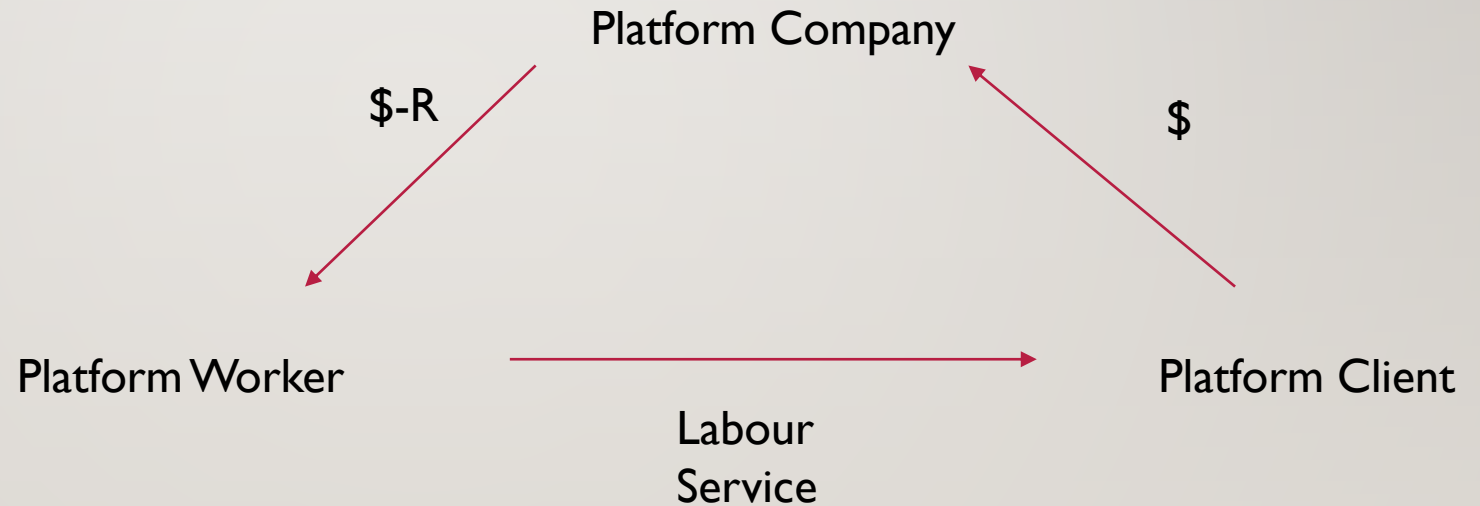 Platform Company
$-R
$
Platform Worker
Platform Client
Labour
Service